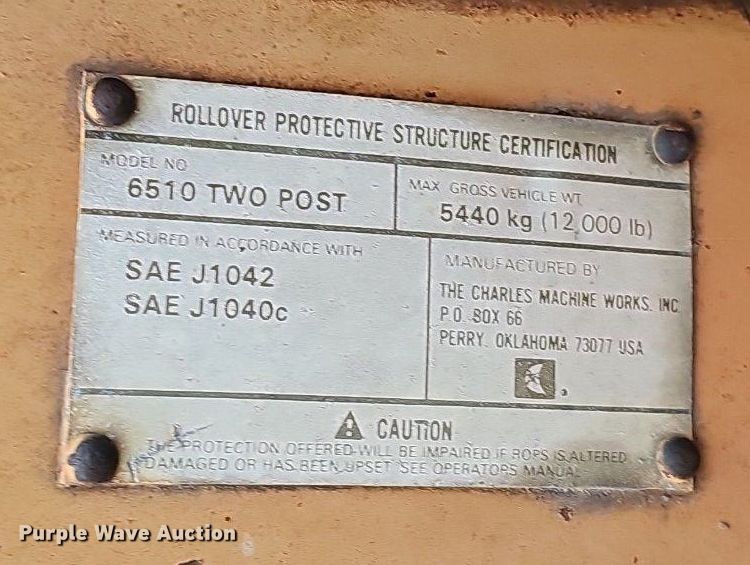 ROLLOVER PROTECTIVE STRUCTURE CERTIFICATION
MODEL NO
6510 TWO POST
MAX GROSS VEHICLE WT.
5440 kg (12,000 lb)
MEASURED IN ACCORDANCE WITH
SAE J1042
SAE J1040c
MANUFACTURED BY
THE CHARLES MACHINE WORKS, INC
P.O. BOX 66
PERRY, OKLAHOMA 73077 USA
CAUTION
THE PROTECTION OFFERED WILL BE IMPAIRED IF ROPS IS ALTERED
DAMAGED OR HAS BEEN UPSET SEE OPERATORS MANUAL
Purple Wave Auction